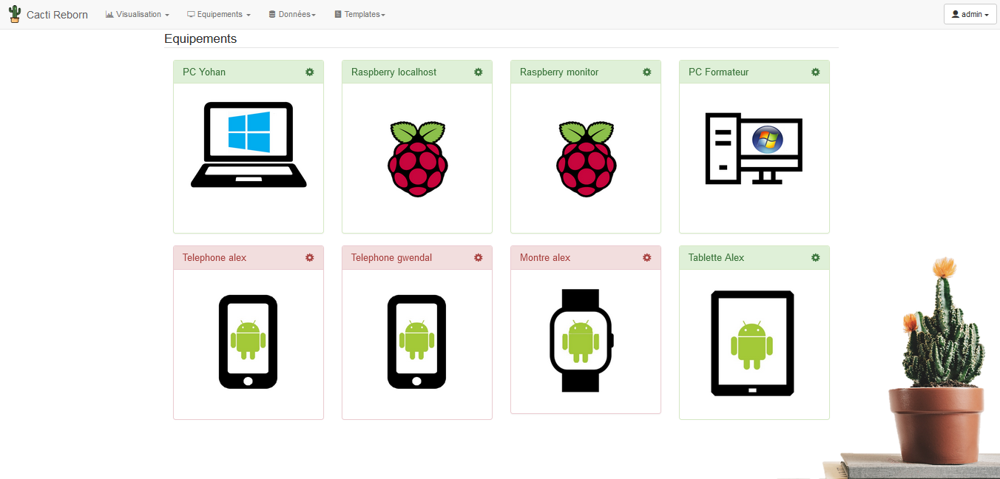 Cacti Reborn
Visualisation
Equipements
Données
Templates
admin
Equipements
PC Yohan
Raspberry localhost
Raspberry monitor
PC Formateur
Telephone alex
Telephone gwendal
Montre alex
Tablette Alex